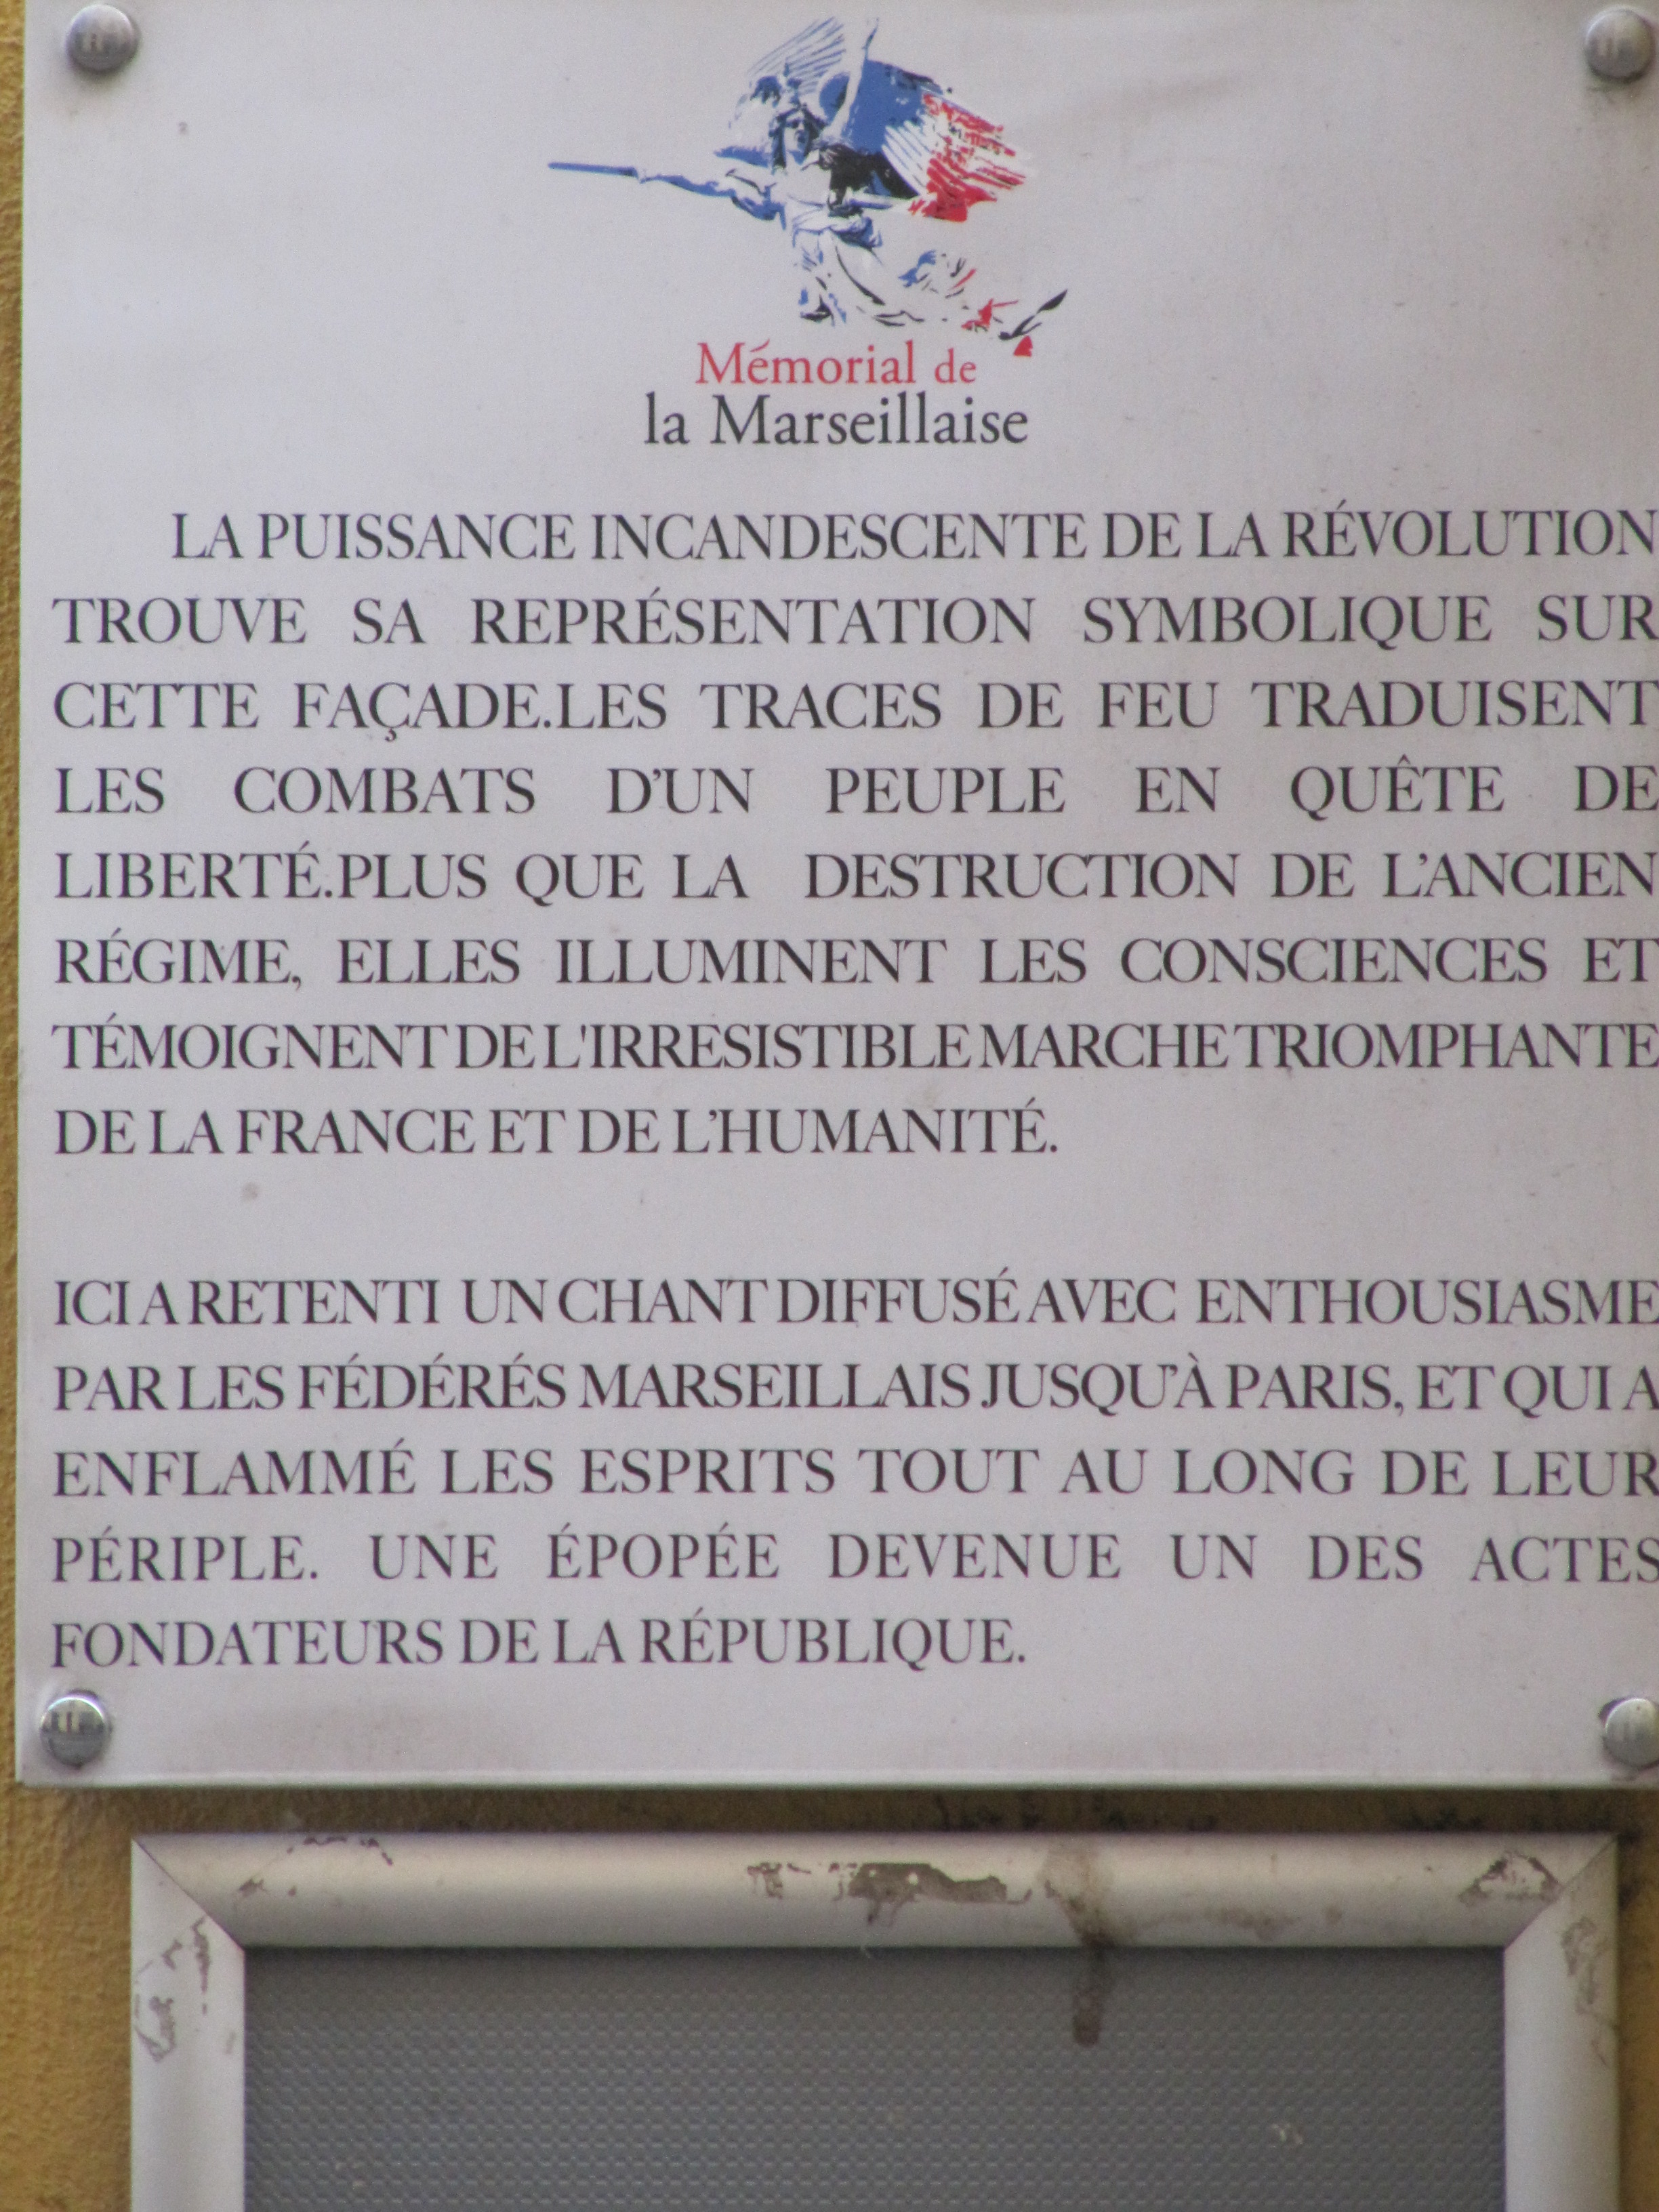 Mémorial de
la Marseillaise
LA PUISSANCE INCANDESCENTE DE LA RÉVOLUTION
TROUVE SA REPRÉSENTATION SYMBOLIQUE SUR
CETTE FAÇADE.LES TRACES DE FEU TRADUISENT
LES COMBATS D’UN PEUPLE EN QUÊTE DE
LIBERTÉ.PLUS QUE LA DESTRUCTION DE L’ANCIEN
RÉGIME, ELLES ILLUMINENT LES CONSCIENCES ET
TÉMOIGNENT DE L'IRRESISTIBLE MARCHE TRIOMPHANTE
DE LA FRANCE ET DE L’HUMANITÉ.
ICI A RETENTI UN CHANT DIFFUSÉ AVEC ENTHOUSIASME
PAR LES FÉDÉRÉS MARSEILLAIS JUSQU’À PARIS, ET QUI A
ENFLAMMÉ LES ESPRITS TOUT AU LONG DE LEUR
PÉRIPLE. UNE ÉPOPÉE DEVENUE UN DES ACTES
FONDATEURS DE LA RÉPUBLIQUE.